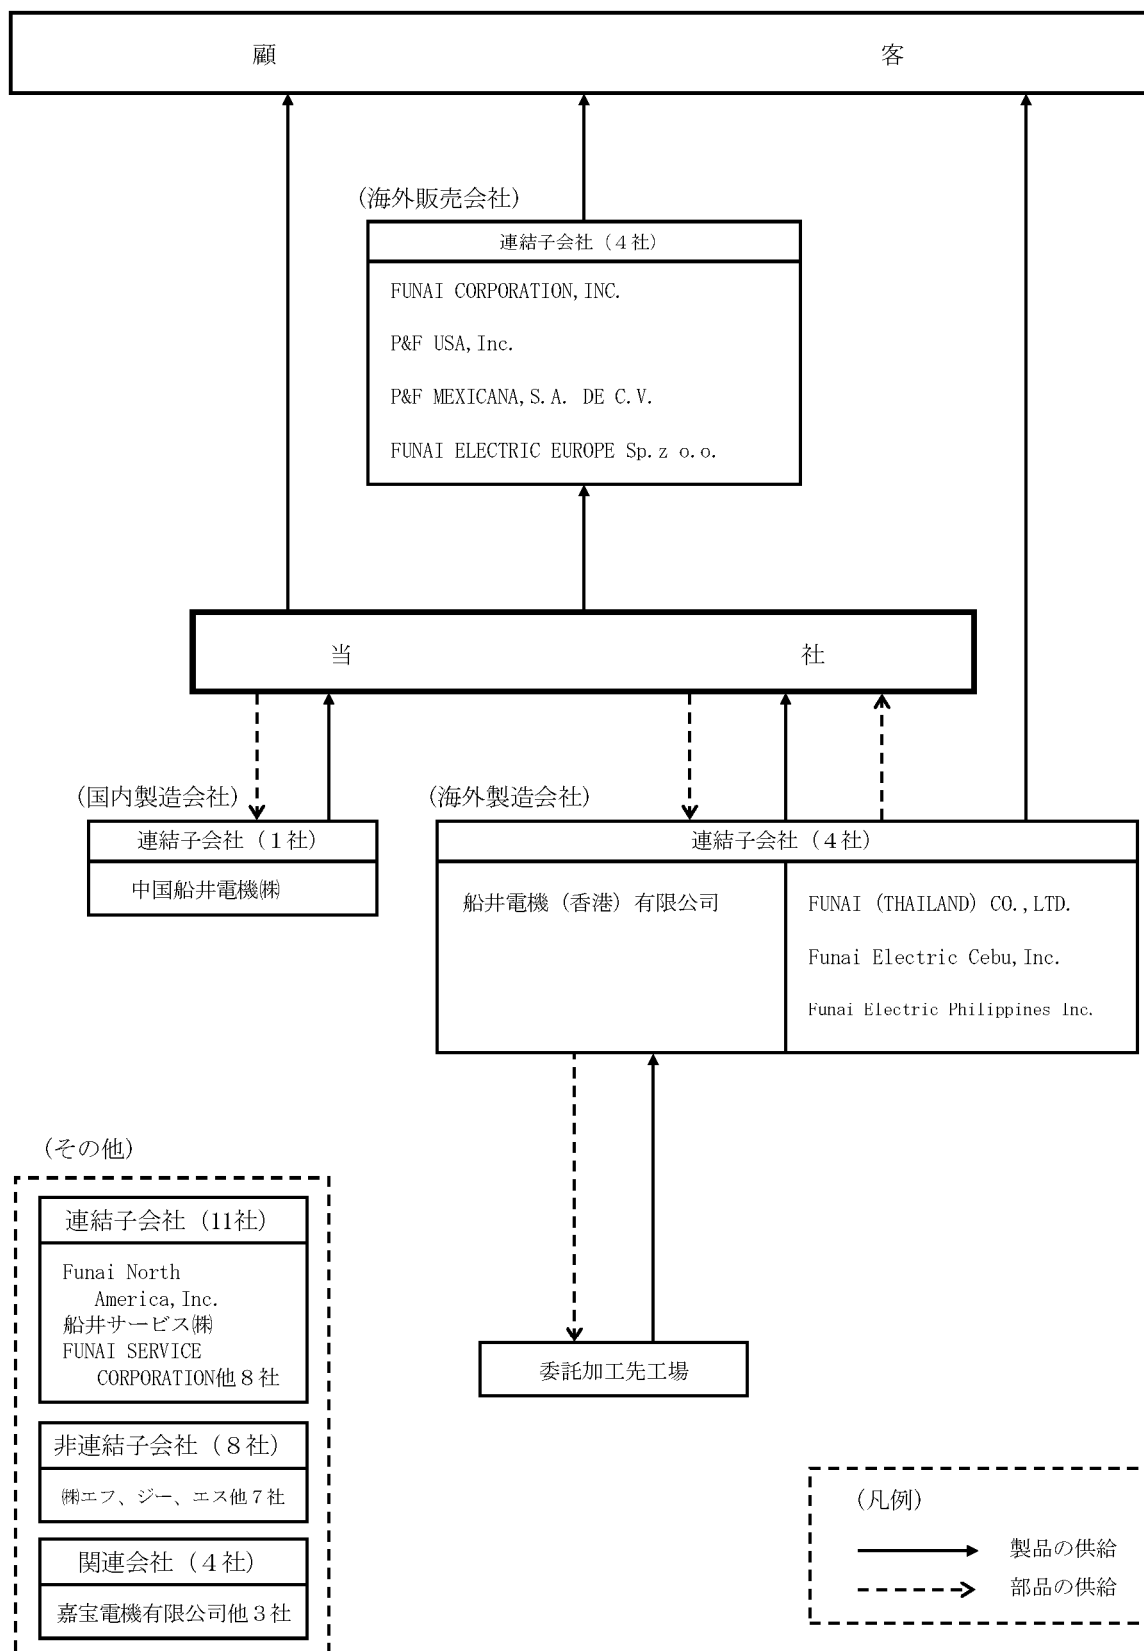 顧客
(海外販売会社)
連結子会社（4社）
FUNAI CORPORATION,INC.
P&F USA,Inc.
P&F MEXICANA,S.A. DE C.V.
FUNAI ELECTRIC EUROPE Sp.z o.o.
当社
(国内製造会社)
連結子会社（１社）
中国船井電機㈱
(海外製造会社)
連結子会社（４社）
船井電機（香港）有限公司
FUNAI (THAILAND) CO.,LTD.
Funai Electric Cebu,Inc.
Funai Electric Philippines Inc.
(その他)
連結子会社（11社）
Funai North
America,Inc.
船井サービス㈱
FUNAI SERVICE
CORPORATION他８社
非連結子会社（８社）
㈱エフ、ジー、エス他７社
関連会社（４社）
嘉宝電機有限公司他３社
委託加工先工場
(凡例)
製品の供給
部品の供給